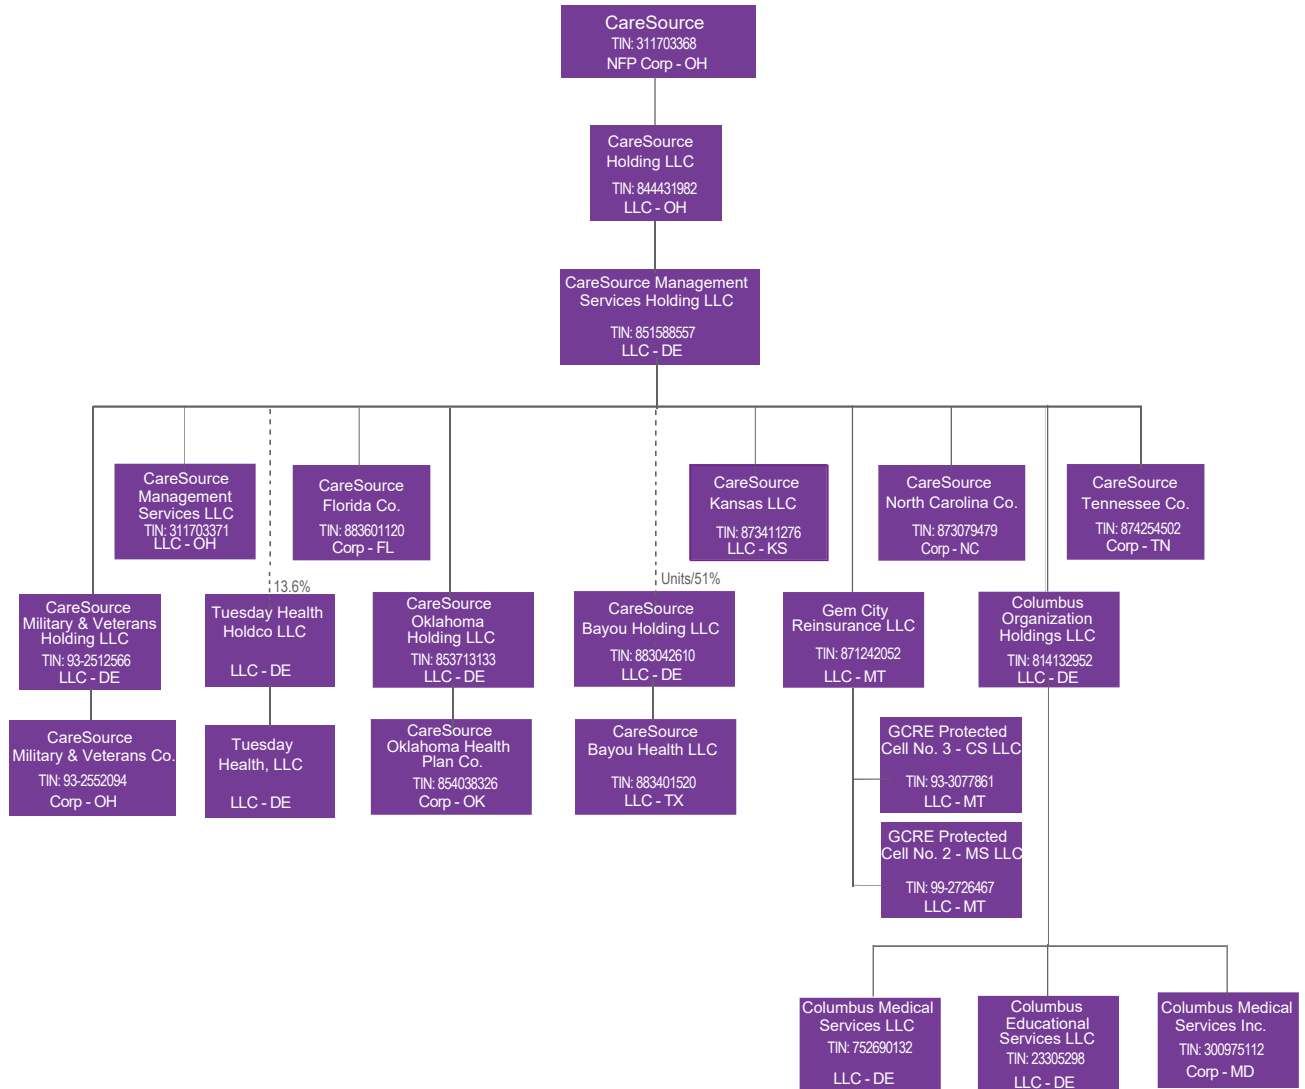 CareSource
TIN: 311703368
NFP Corp - OH
CareSource
Holding LLC
TIN: 844431982
LLC - OH
CareSource Management
Services Holding LLC
TIN: 851588557
LLC - DE
CareSource
Management
Services LLC
TIN: 311703371
LLC - OH
CareSource
Florida Co.
TIN: 883601120
Corp - FL
CareSource
Kansas LLC
TIN: 873411276
LLC - KS
CareSource
North Carolina Co.
TIN: 873079479
Corp - NC
CareSource
Tennessee Co.
TIN: 874254502
Corp - TN
13.6%
Units/51%
CareSource
Military & Veterans
Holding LLC
TIN: 93-2512566
LLC - DE
Tuesday Health
Holdco LLC
LLC - DE
CareSource
Oklahoma
Holding LLC
TIN: 853713133
LLC - DE
CareSource
Bayou Holding LLC
TIN: 883042610
LLC - DE
Gem City
Reinsurance LLC
TIN: 871242052
LLC - MT
Columbus
Organization
Holdings LLC
TIN: 814132952
LLC - DE
CareSource
Military & Veterans Co.
TIN: 93-2552094
Corp - OH
Tuesday
Health, LLC
LLC - DE
CareSource
Oklahoma Health
Plan Co.
TIN: 854038326
Corp - OK
CareSource
Bayou Health LLC
TIN: 883401520
LLC - TX
GCRE Protected
Cell No. 3 - CS LLC
TIN: 93-3077861
LLC - MT
GCRE Protected
Cell No. 2 - MS LLC
TIN: 99-2726467
LLC - MT
Columbus Medical
Services LLC
TIN: 752690132
LLC - DE
Columbus
Educational
Services LLC
TIN: 23305298
LLC - DE
Columbus Medical
Services Inc.
TIN: 300975112
Corp - MD